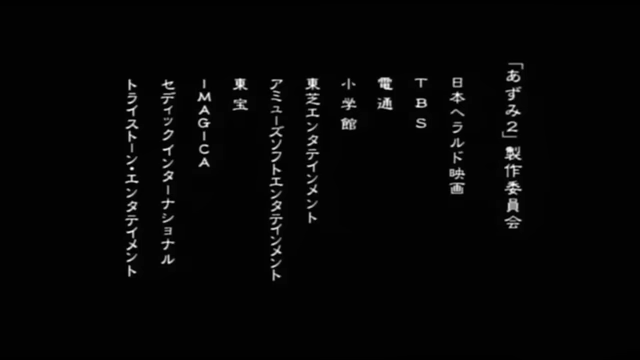 「あずみ2」製作委員会
日本ヘラルド映画
TBS
電通
小学館
東芝エンタテインメント
アミューズソフトエンタテインメント
東宝
IMAGICA
セディックインターナショナル
トライストーン・エンタテイメント